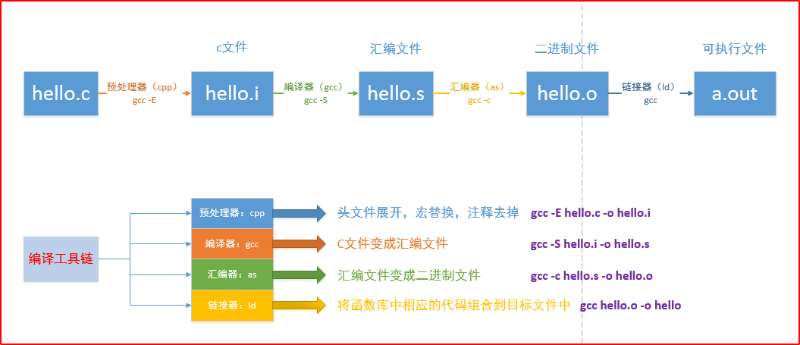 c文件
汇编文件
二进制文件
可执行文件
hello.c
预处理器（cpp）
gcc -E
hello.i
编译器（gcc）
gcc -S
hello.s
汇编器（as）
gcc -c
hello.o
链接器（ld）
gcc
a.out
编译工具链
预处理器：cpp
头文件展开，宏替换，注释去掉
gcc -E hello.c -o hello.i
编译器：gcc
C文件变成汇编文件
gcc -S hello.i -o hello.s
汇编器：as
汇编文件变成二进制文件
gcc -c hello.s -o hello.o
链接器：ld
将函数库中相应的代码组合到目标文件中
gcc hello.o -o hello